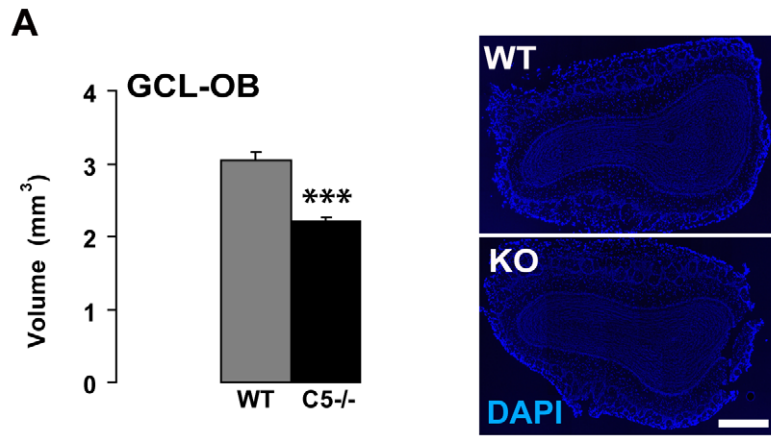 A
GCL-OB
Volume (mm³)
4
3
2
1
0
***
WT C5-/-
WT
KO
DAPI